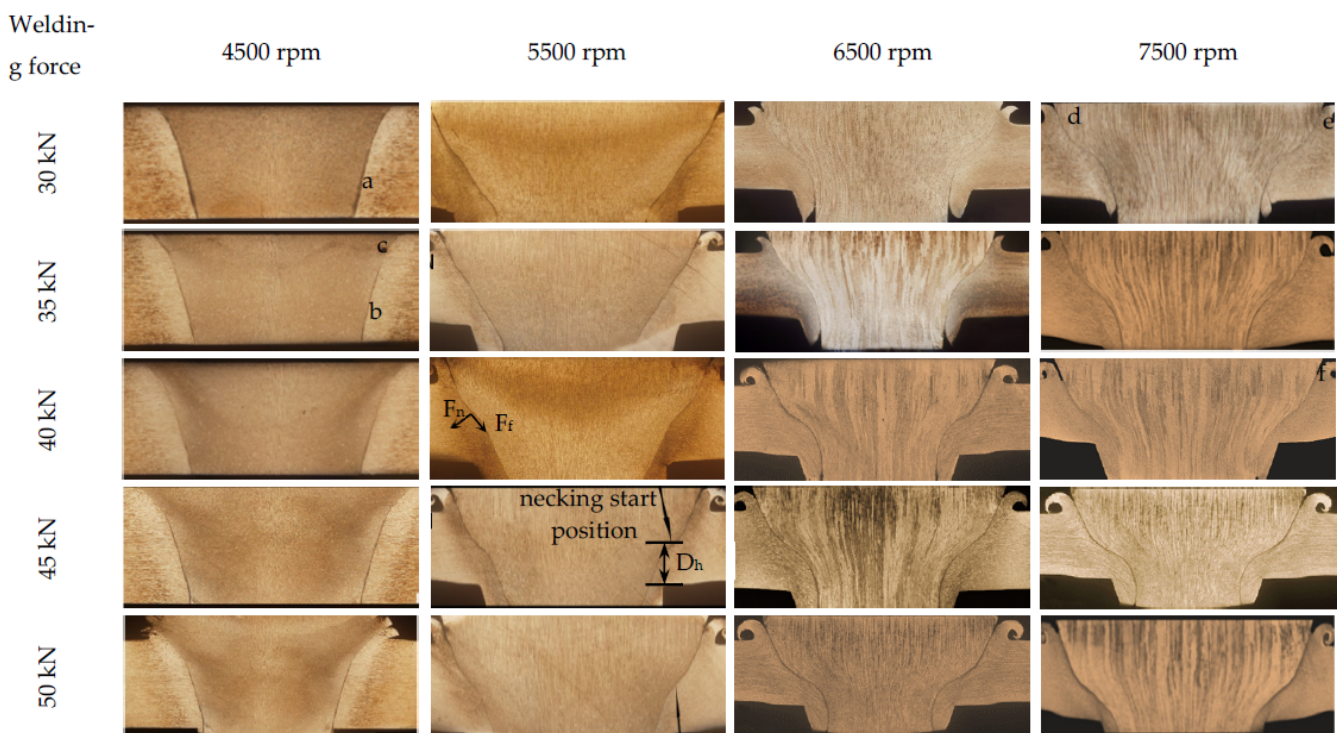 Weldin-
g force
4500 rpm
5500 rpm
6500 rpm
7500 rpm
30 kN
a
d
e
35 kN
c
b
40 kN
Fn
Ff
f
45 kN
necking start
position
Dh
50 kN